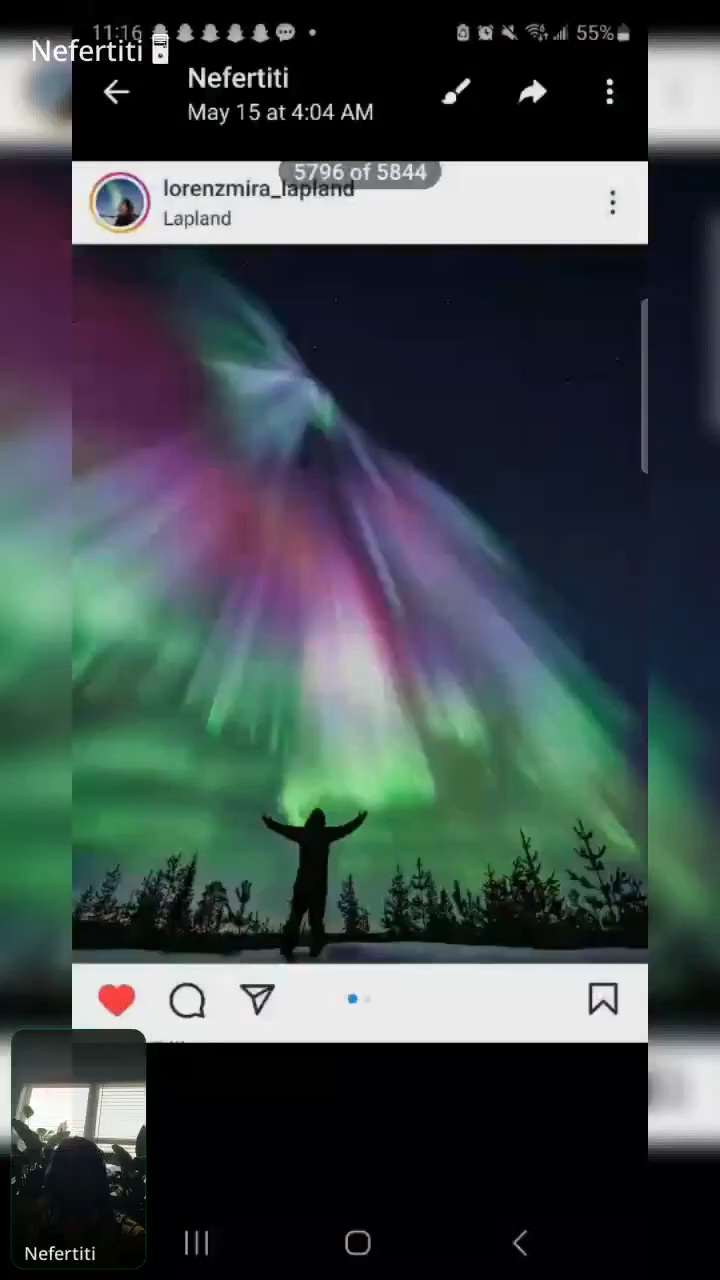 11:16
55%
Nefertiti
Nefertiti
May 15 at 4:04 AM
5796 of 5844
lorenzmira_lapland
Lapland
Nefertiti